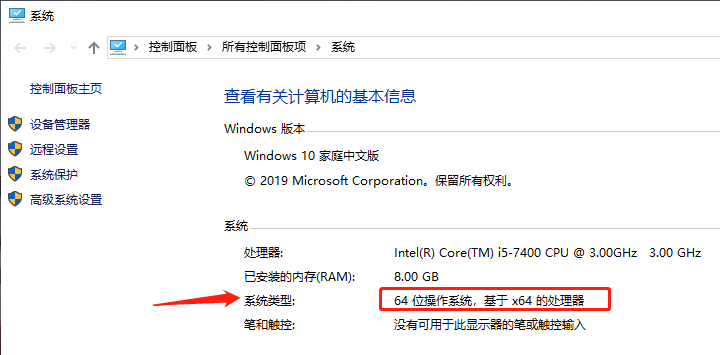 系统
控制面板 › 所有控制面板项 › 系统
控制面板主页
设备管理器
远程设置
系统保护
高级系统设置
查看有关计算机的基本信息
Windows 版本
Windows 10 家庭中文版
© 2019 Microsoft Corporation。保留所有权利。
系统
处理器: Intel(R) Core(TM) i5-7400 CPU @ 3.00GHz 3.00 GHz
已安装的内存(RAM): 8.00 GB
系统类型: 64 位操作系统，基于 x64 的处理器
笔和触控: 没有可用于此显示器的笔或触控输入